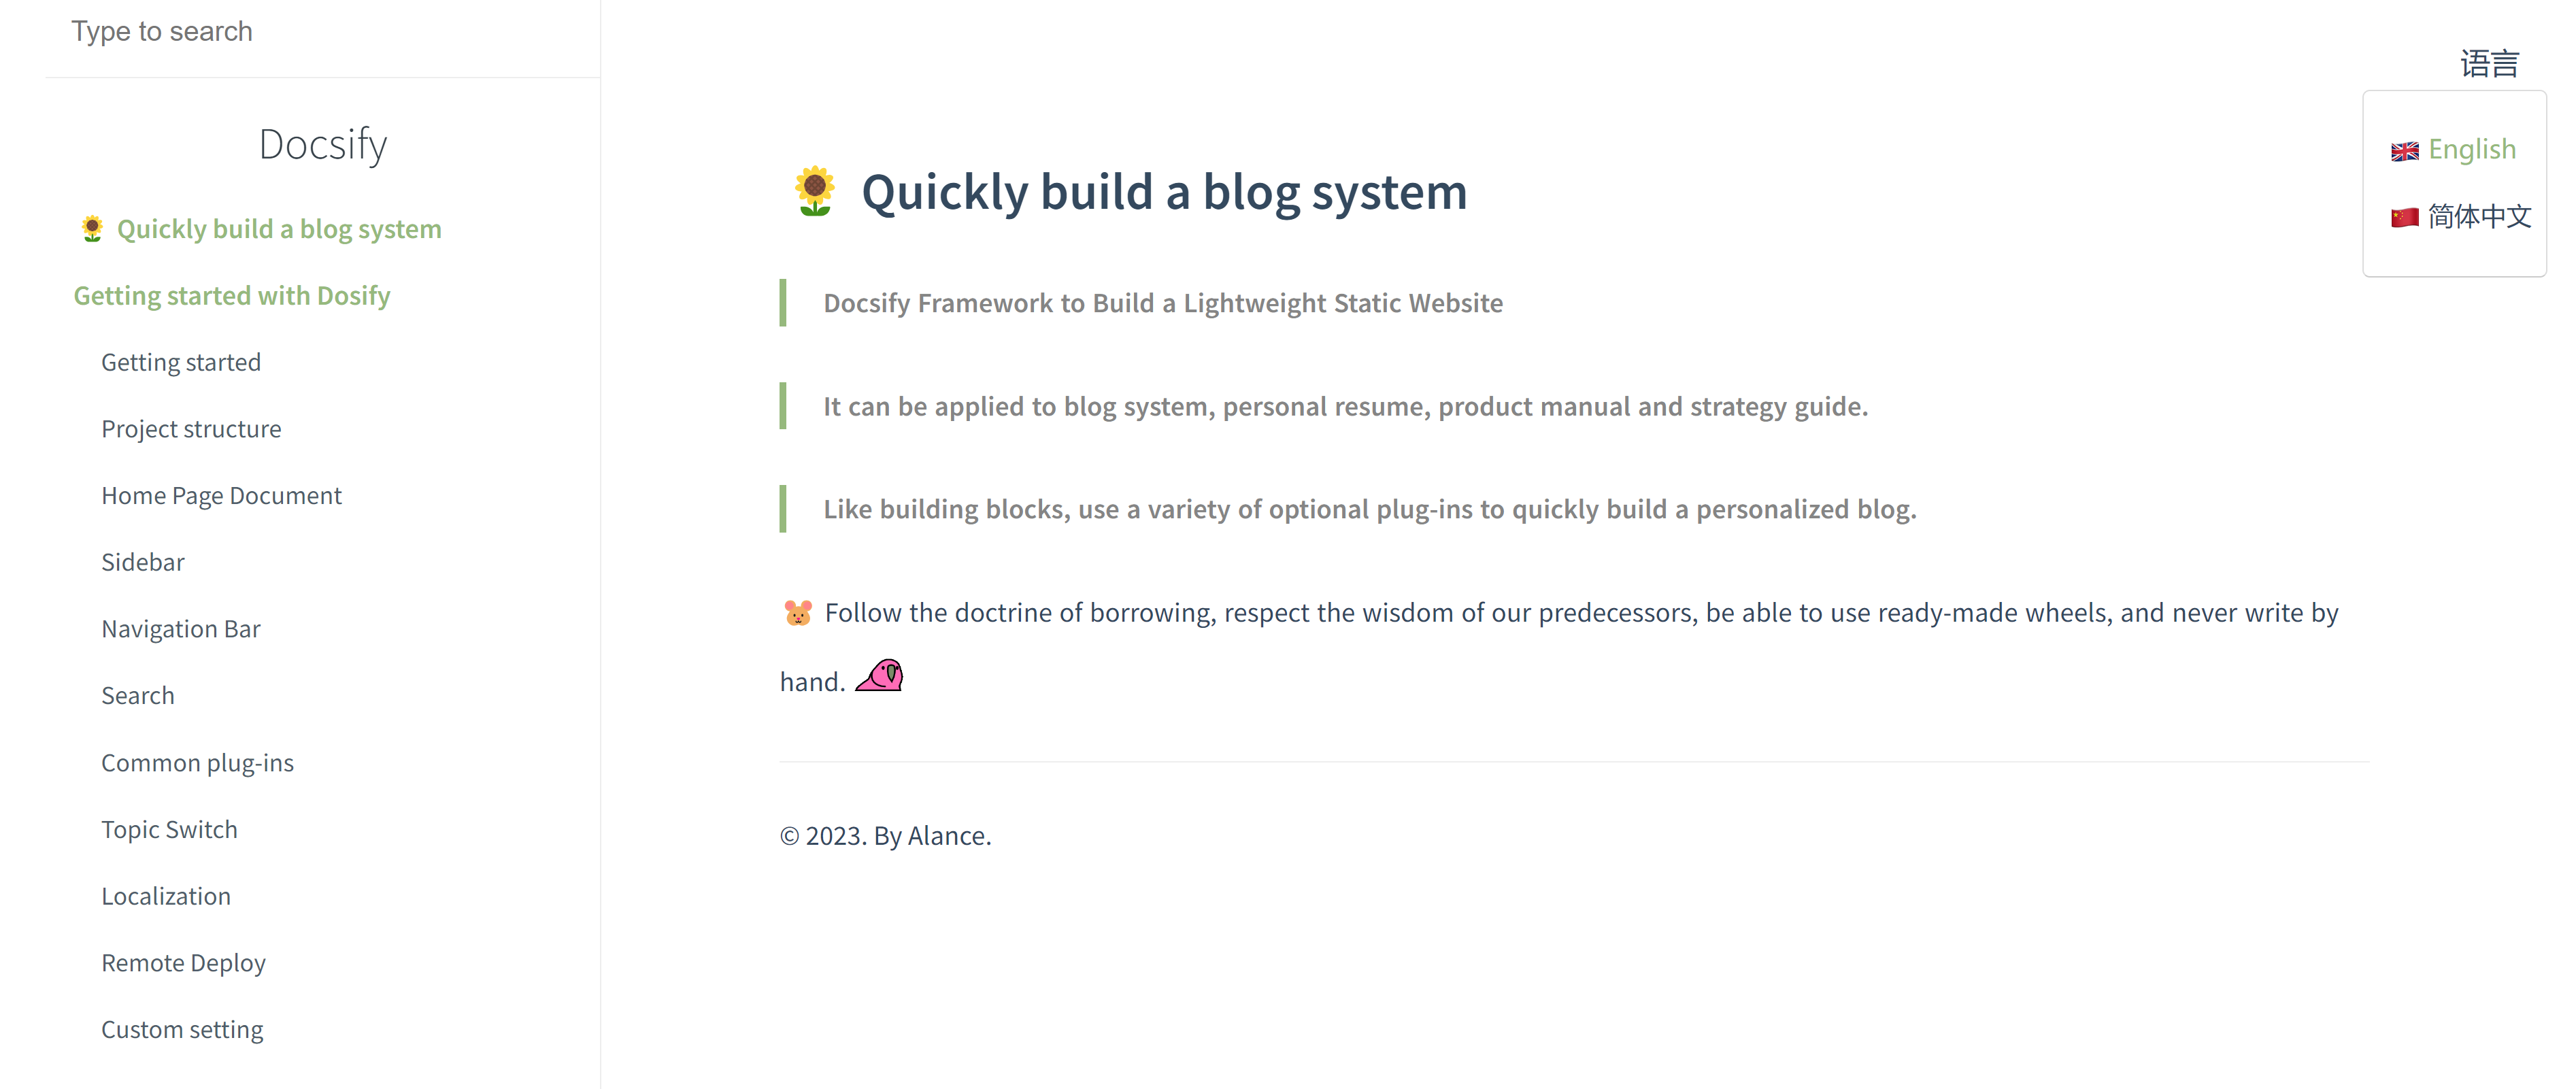 Type to search
Docsify
🌻 Quickly build a blog system
Getting started with Dosify
Getting started
Project structure
Home Page Document
Sidebar
Navigation Bar
Search
Common plug-ins
Topic Switch
Localization
Remote Deploy
Custom setting
语言
🇬🇧 English
🇨🇳 简体中文
🌻 Quickly build a blog system
Docsify Framework to Build a Lightweight Static Website
It can be applied to blog system, personal resume, product manual and strategy guide.
Like building blocks, use a variety of optional plug-ins to quickly build a personalized blog.
🐹 Follow the doctrine of borrowing, respect the wisdom of our predecessors, be able to use ready-made wheels, and never write by
hand.
© 2023. By Alance.